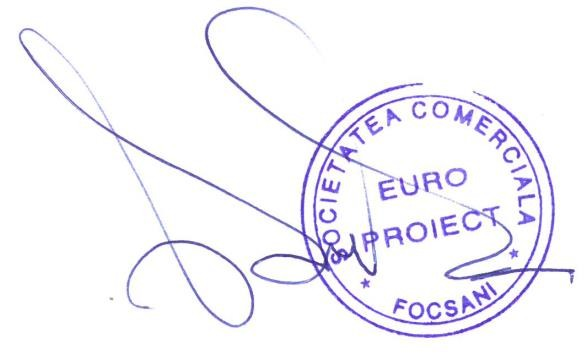 SOCIETATEA COMERCIALA
EURO
PROIECT
* FOCSANI *